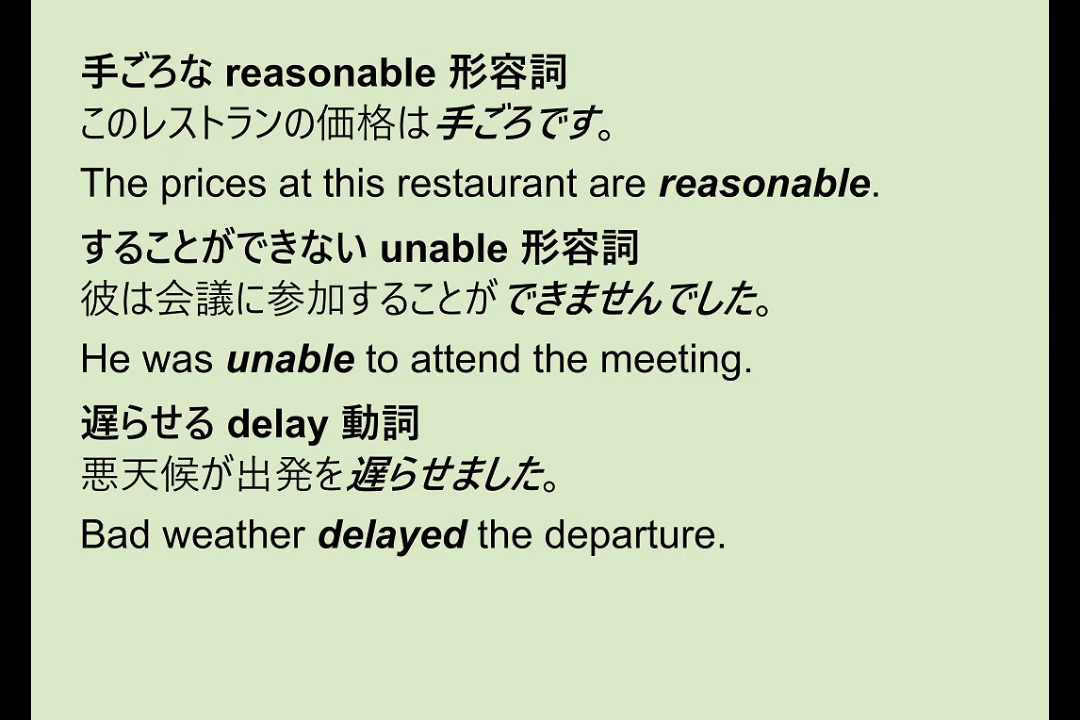 手ごろな reasonable 形容詞
このレストランの価格は手ごろです。
The prices at this restaurant are reasonable.
することができない unable 形容詞
彼は会議に参加することができませんでした。
He was unable to attend the meeting.
遅らせる delay 動詞
悪天候が出発を遅らせました。
Bad weather delayed the departure.